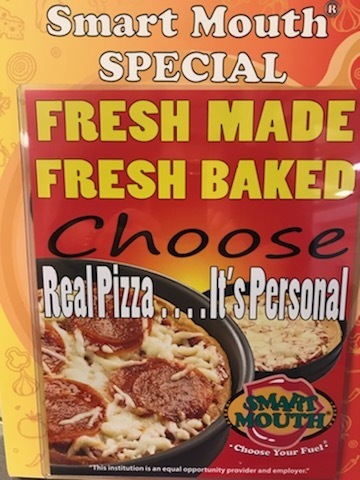 Smart Mouth®
SPECIAL
FRESH MADE
FRESH BAKED
Choose
Real Pizza ....It's Personal
SMART
MOUTH
Choose Your Fuel
"This institution is an equal opportunity provider and employer."